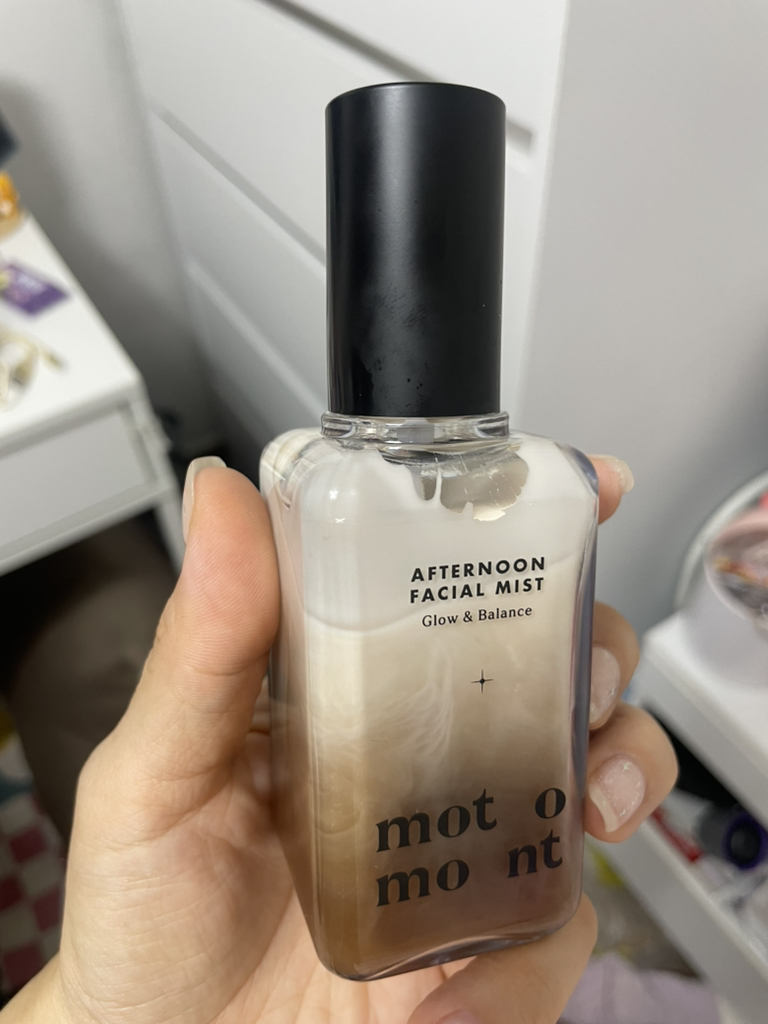 AFTERNOON
FACIAL MIST
Glow & Balance
mot o
mo nt